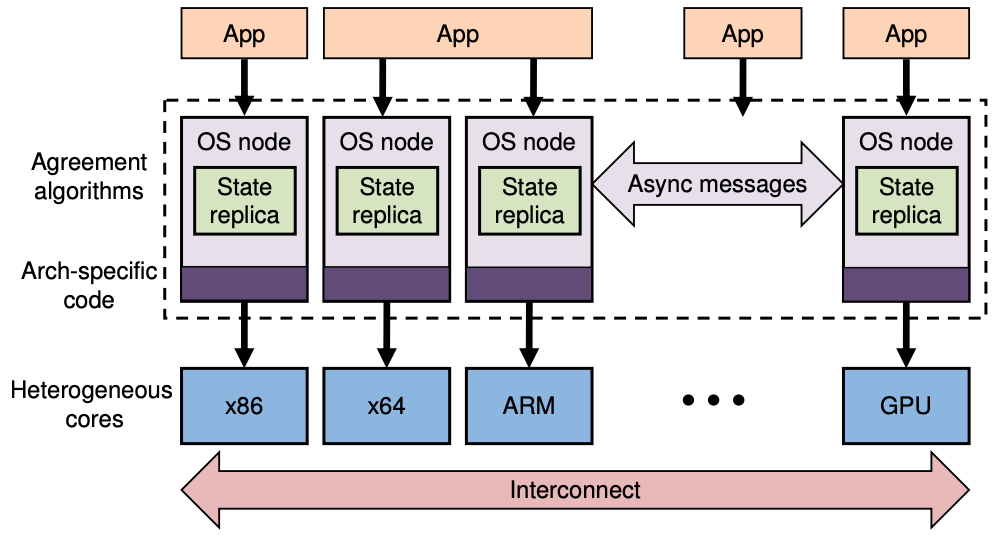 App
App
App
App
Agreement
algorithms
OS node
State
replica
OS node
State
replica
OS node
State
replica
Async messages
OS node
State
replica
Arch-specific
code
Heterogeneous
cores
x86
x64
ARM
GPU
Interconnect